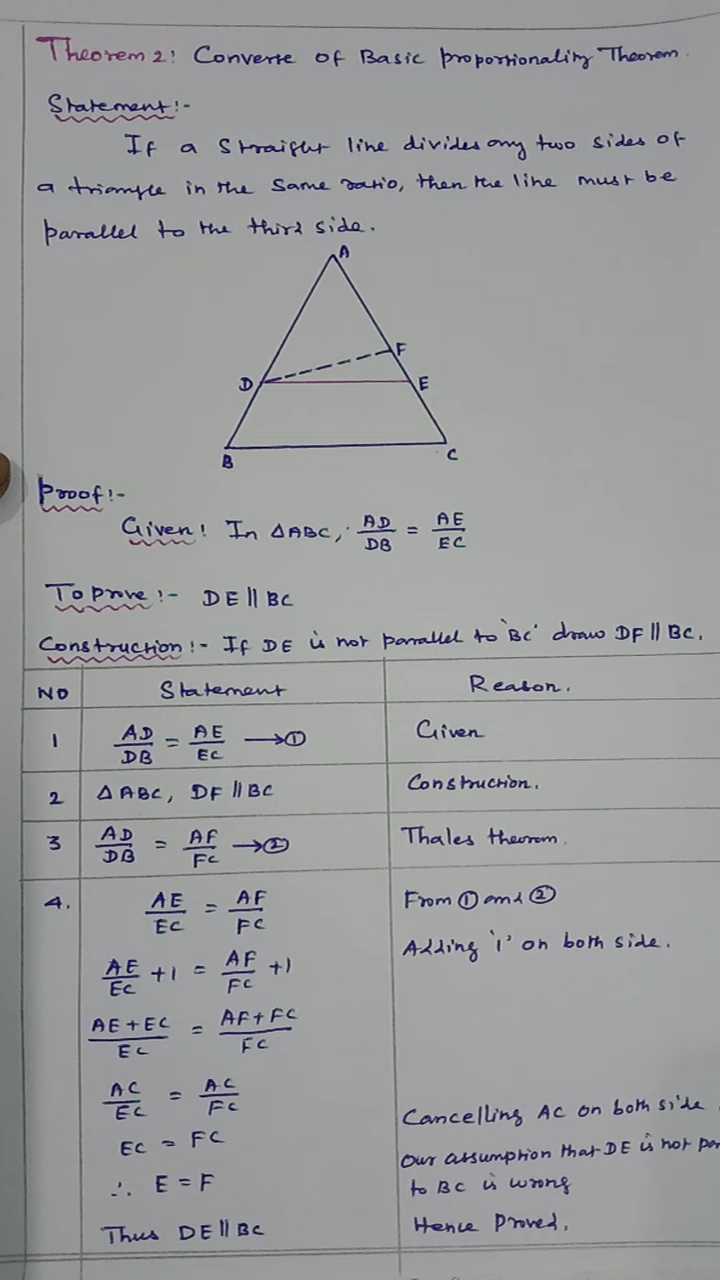 Theorem 2: Converse of Basic proportionality Theorem.
Statement:-
If a straight line divides any two sides of
a triangle in the same ratio, then the line must be
parallel to the third side.
A
F
D
E
B
C
Proof:-
Given: In ΔABC, AD/DB = AE/EC
To prove:- DE || BC
Construction:- If DE is not parallel to 'BC' draw DF || BC.
NO Statement Reason.
1 AD/DB = AE/EC → ① Given
2 Δ ABC, DF || BC Construction.
3 AD/DB = AF/FC → ② Thales theorem.
4. AE/EC = AF/FC From ① and ②
AE/EC + 1 = AF/FC + 1 Adding '1' on both side.
AE + EC/EC = AF + FC/FC
AC/EC = AC/FC Cancelling AC on both side.
EC = FC Our assumption that DE is not par
∴ E = F to BC is wrong
Thus DE || BC Hence Proved.